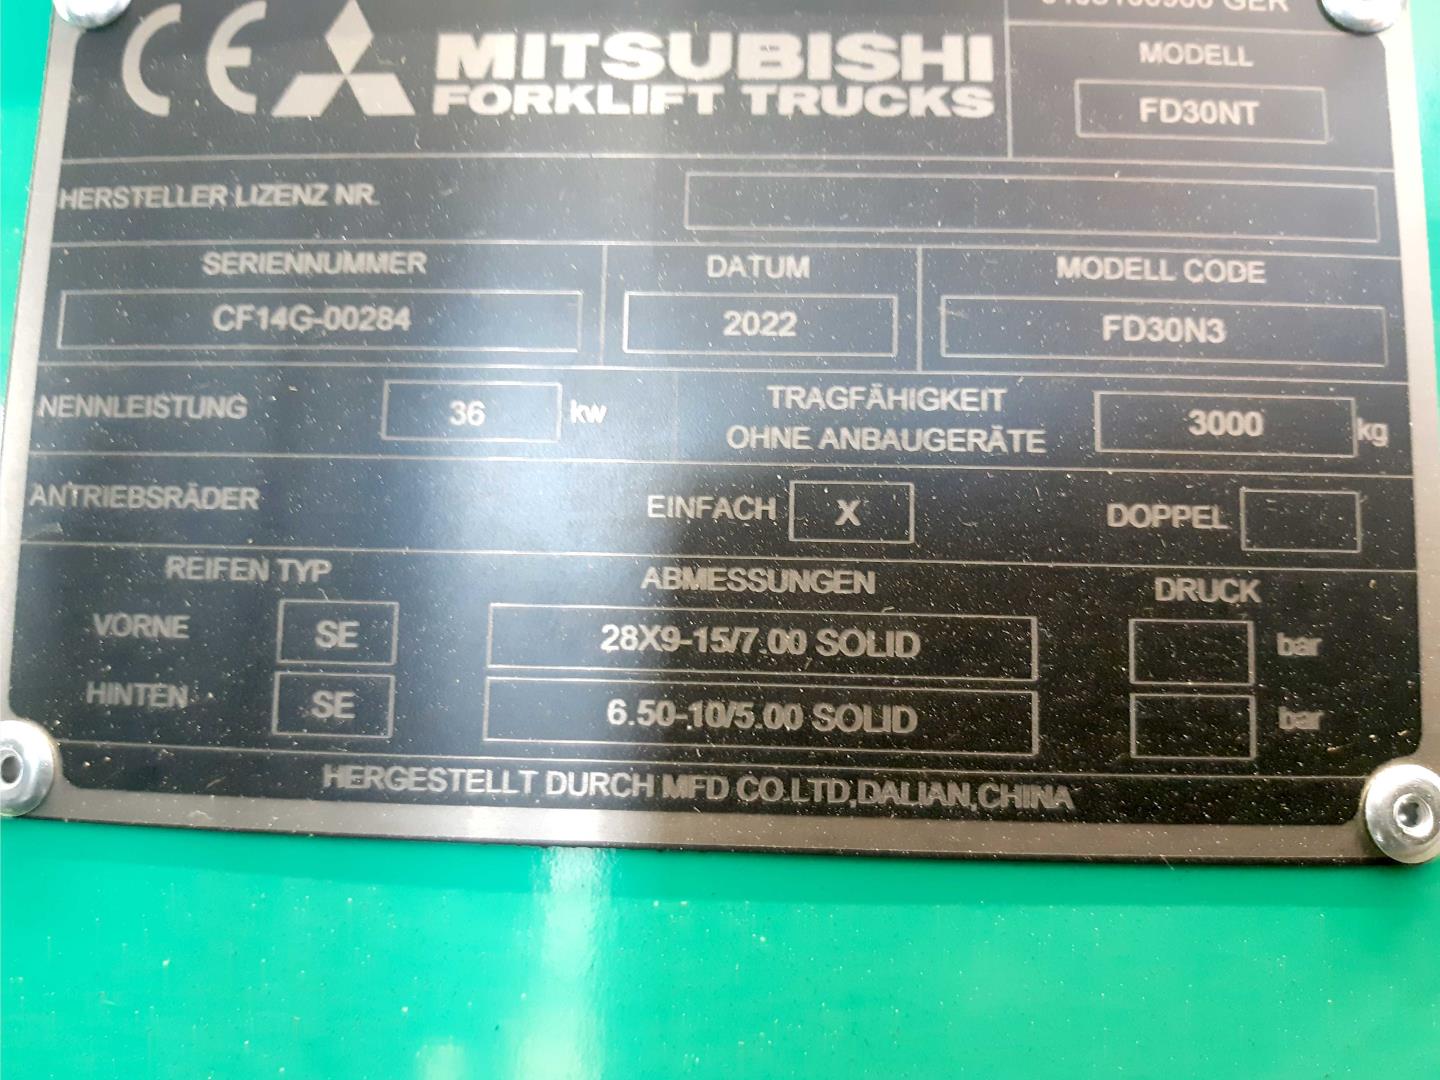 CE MITSUBISHI
FORKLIFT TRUCKS
GER
MODELL
FD30NT
HERSTELLER LIZENZ NR.
SERIENNUMMER DATUM MODELL CODE
CF14G-00284 2022 FD30N3
NENNLEISTUNG 36 kw TRAGFÄHIGKEIT
OHNE ANBAUGERÄTE 3000 kg
ANTRIEBSRÄDER EINFACH X DOPPEL
REIFEN TYP ABMESSUNGEN DRUCK
VORNE SE 28X9-15/7.00 SOLID bar
HINTEN SE 6.50-10/5.00 SOLID bar
HERGESTELLT DURCH MFD CO.LTD,DALIAN,CHINA